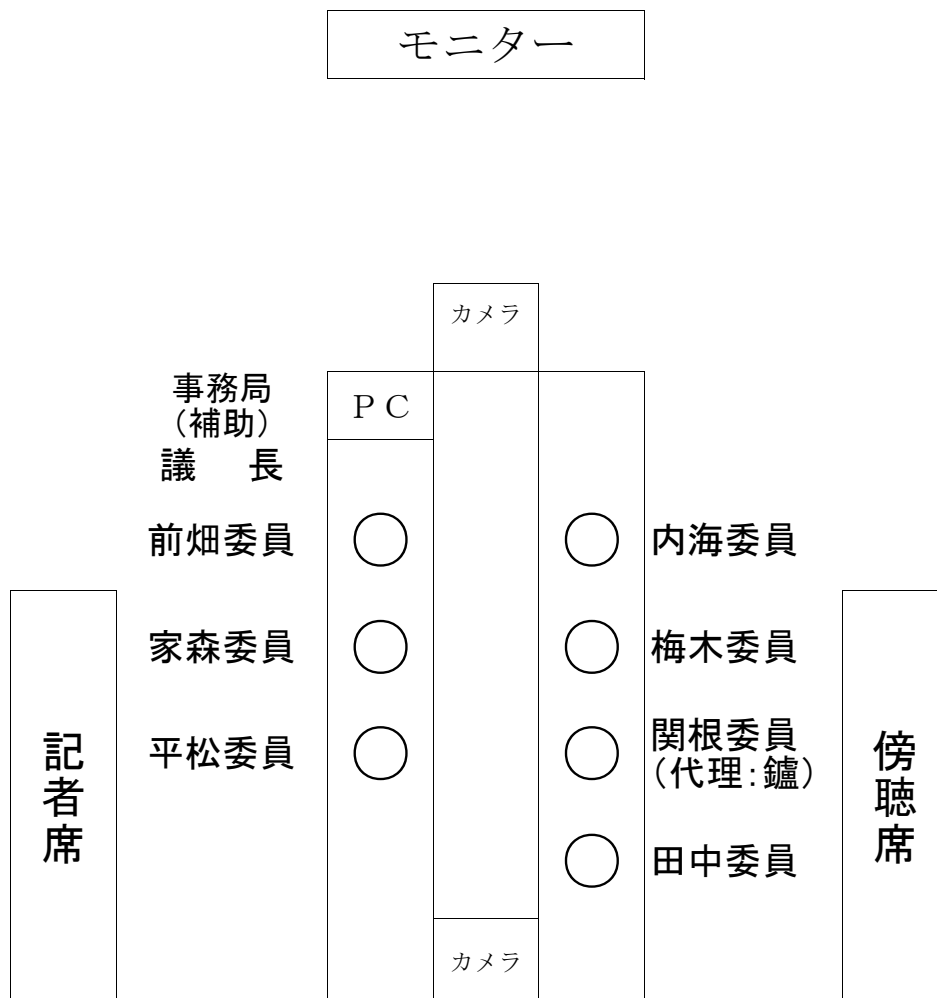 モニター
カメラ
事務局
（補助）
ＰＣ
議　長
前畑委員
内海委員
家森委員
梅木委員
平松委員
関根委員
（代理：鑪）
田中委員
記者席
傍聴席
カメラ